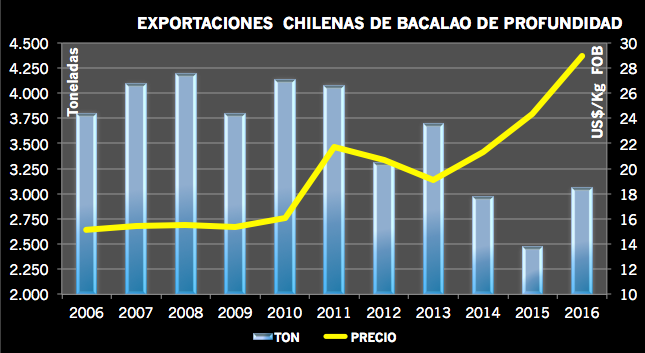 EXPORTACIONES CHILENAS DE BACALAO DE PROFUNDIDAD
Toneladas
US$/Kg FOB
4.500 30
4.250 28
4.000 26
3.750 24
3.500 22
3.250 20
3.000 18
2.750 16
2.500 14
2.250 12
2.000 10
2006 2007 2008 2009 2010 2011 2012 2013 2014 2015 2016
TON PRECIO